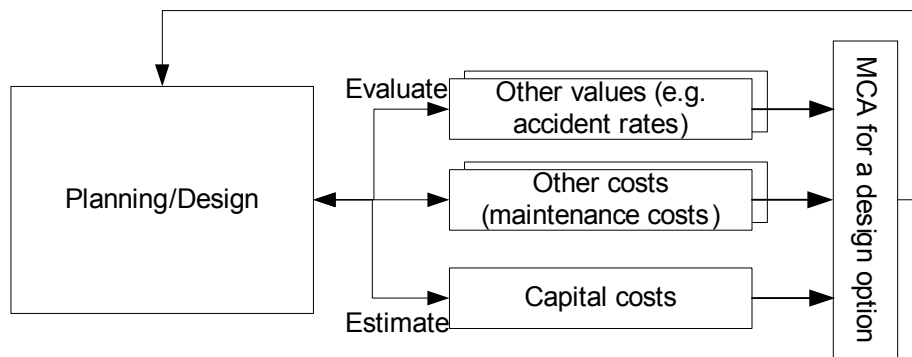 Evaluate
Other values (e.g.
accident rates)
Planning/Design
Other costs
(maintenance costs)
Estimate
Capital costs
MCA for a design option